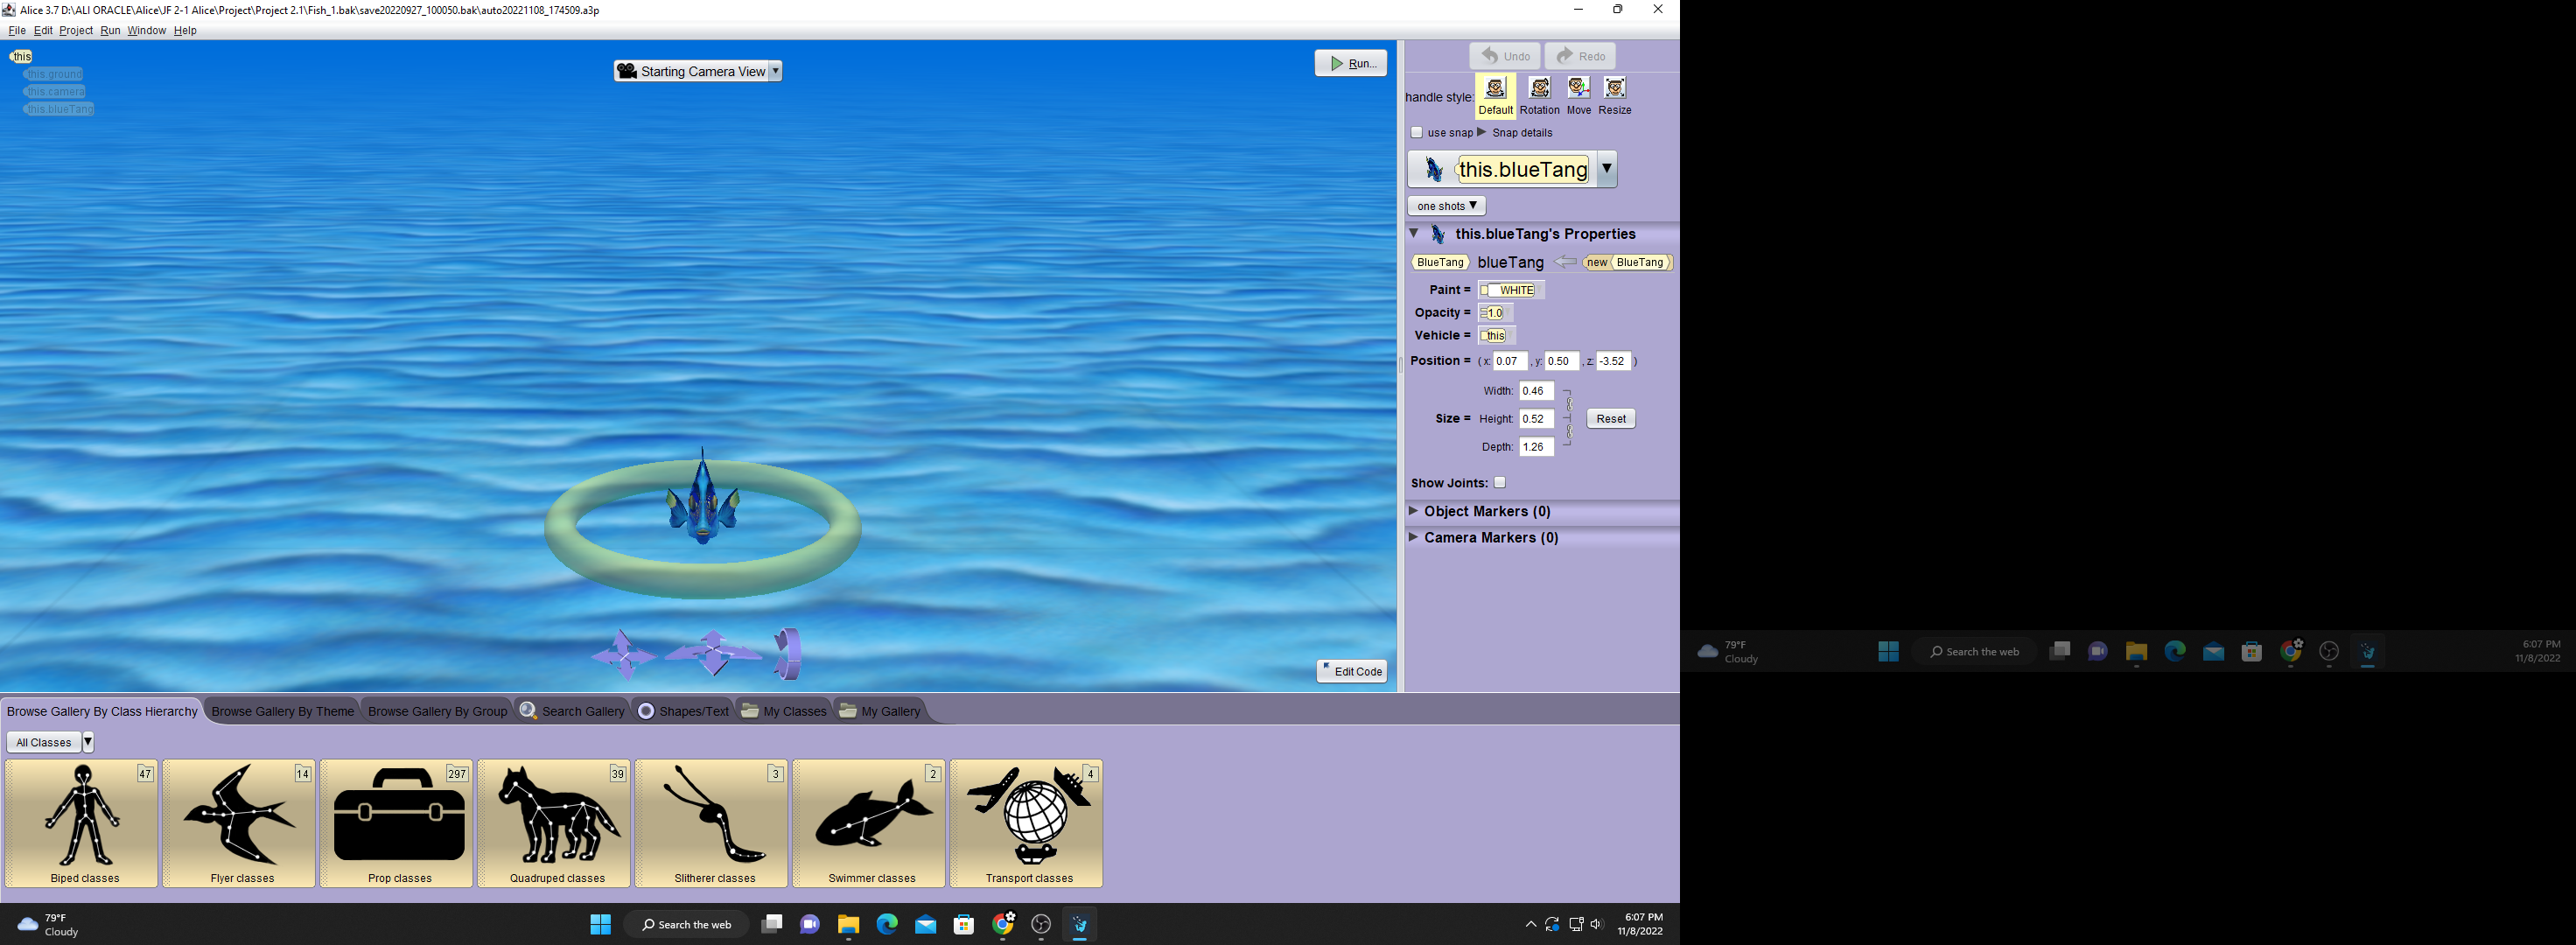 Alice 3.7 D:\ALI ORACLE\Alice\JF 2-1 Alice\Project\Project 2.1\Fish_1.bak\save20220927_100050.bak\auto20221108_174509.a3p
File Edit Project Run Window Help
this
this.ground
this.camera
this.blueTang
Starting Camera View
Run...
Undo Redo
handle style: Default Rotation Move Resize
use snap Snap details
this.blueTang
one shots
this.blueTang's Properties
BlueTang blueTang new BlueTang
Paint = WHITE
Opacity = 1.0
Vehicle = this
Position = ( x: 0.07 , y: 0.50 , z: -3.52 )
Width: 0.46
Size = Height: 0.52 Reset
Depth: 1.26
Show Joints:
Object Markers (0)
Camera Markers (0)
Edit Code
Browse Gallery By Class Hierarchy Browse Gallery By Theme Browse Gallery By Group Search Gallery Shapes/Text My Classes My Gallery
All Classes
47 14 297 39 3 2 4
Biped classes Flyer classes Prop classes Quadruped classes Slitherer classes Swimmer classes Transport classes
79°F
Cloudy
Search the web
6:07 PM
11/8/2022
79°F
Cloudy
Search the web
6:07 PM
11/8/2022